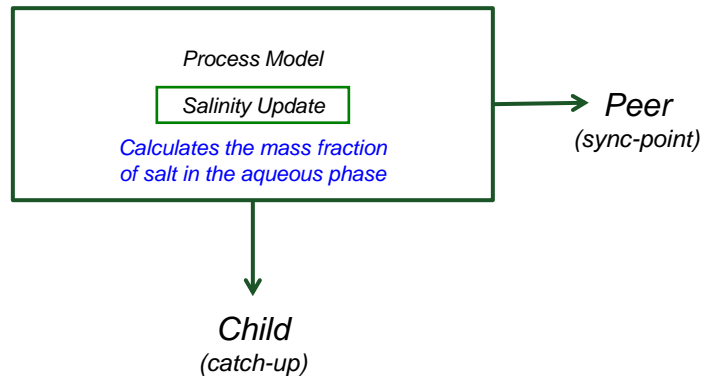 Process Model
Salinity Update
Calculates the mass fraction
of salt in the aqueous phase
Peer
(sync-point)
Child
(catch-up)